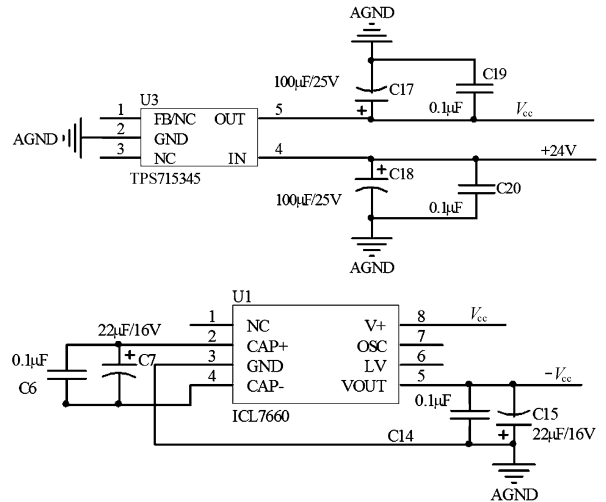 AGND
100μF/25V
C17
C19
0.1μF
Vcc
U3
1
FB/NC
OUT
5
AGND
2
GND
3
NC
IN
4
+24V
TPS715345
C18
100μF/25V
0.1μF
C20
AGND
U1
1
NC
V+
8
Vcc
22μF/16V
2
CAP+
OSC
7
0.1μF
C7
3
GND
LV
6
C6
4
CAP-
VOUT
5
-Vcc
ICL7660
0.1μF
C15
C14
22μF/16V
AGND